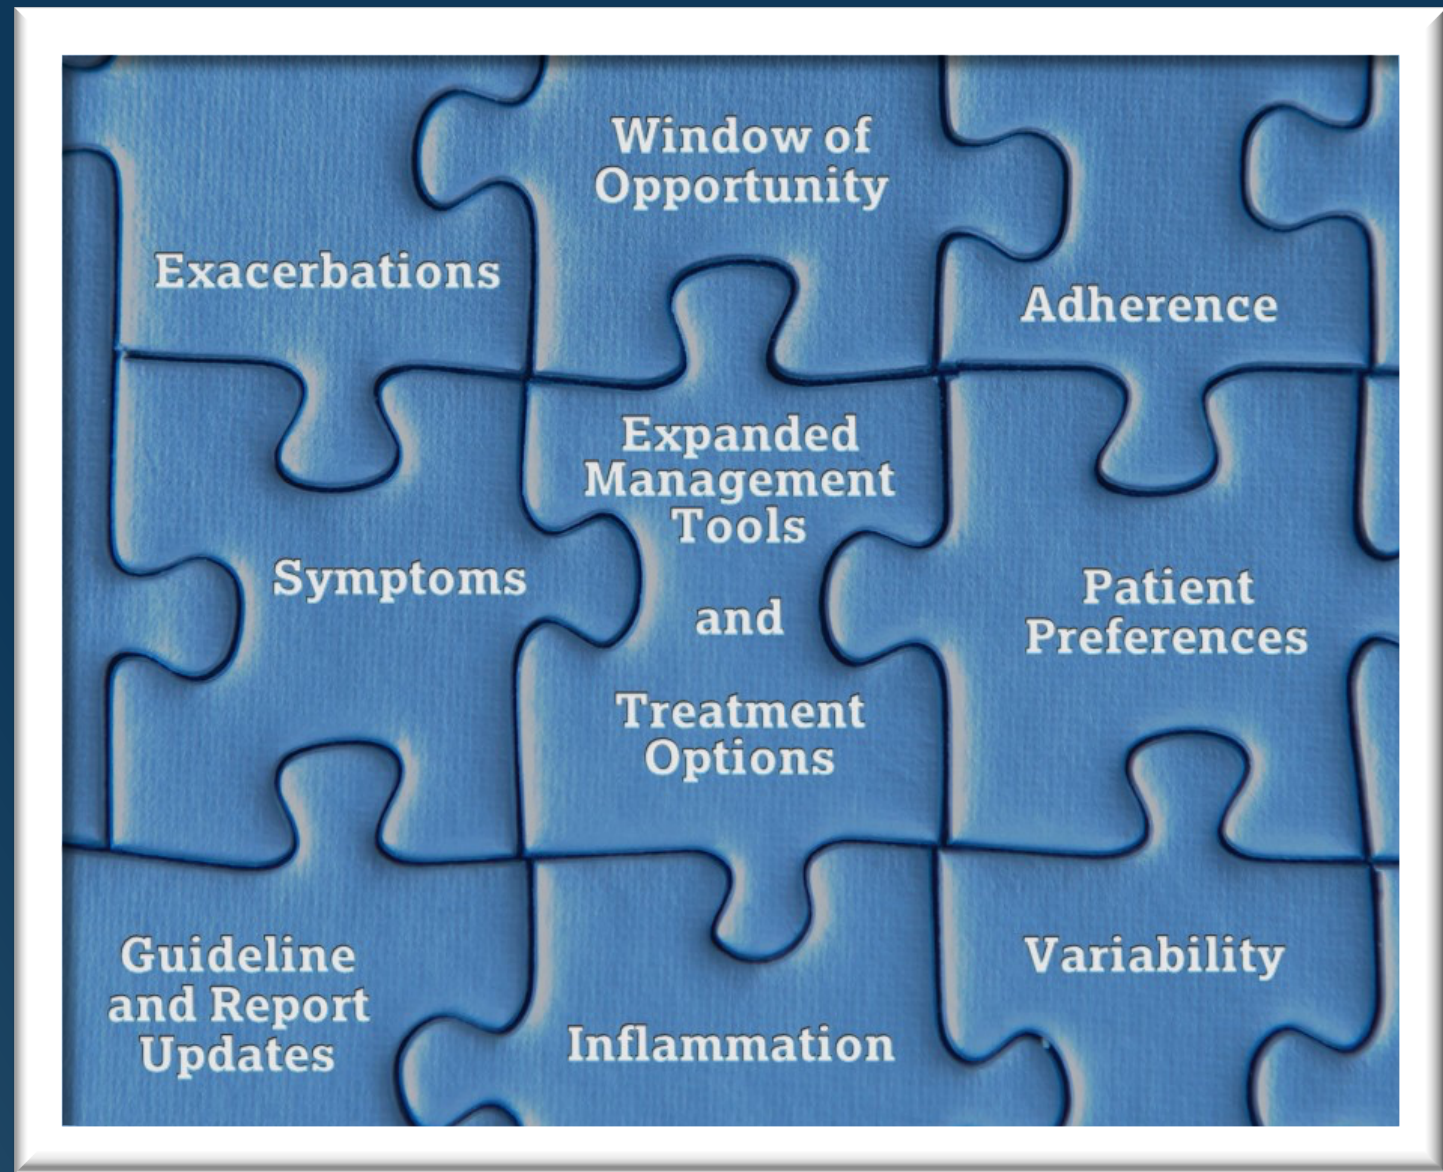 Window of
Opportunity
Exacerbations
Adherence
Expanded
Management
Tools
and
Treatment
Options
Symptoms
Patient
Preferences
Guideline
and Report
Updates
Inflammation
Variability